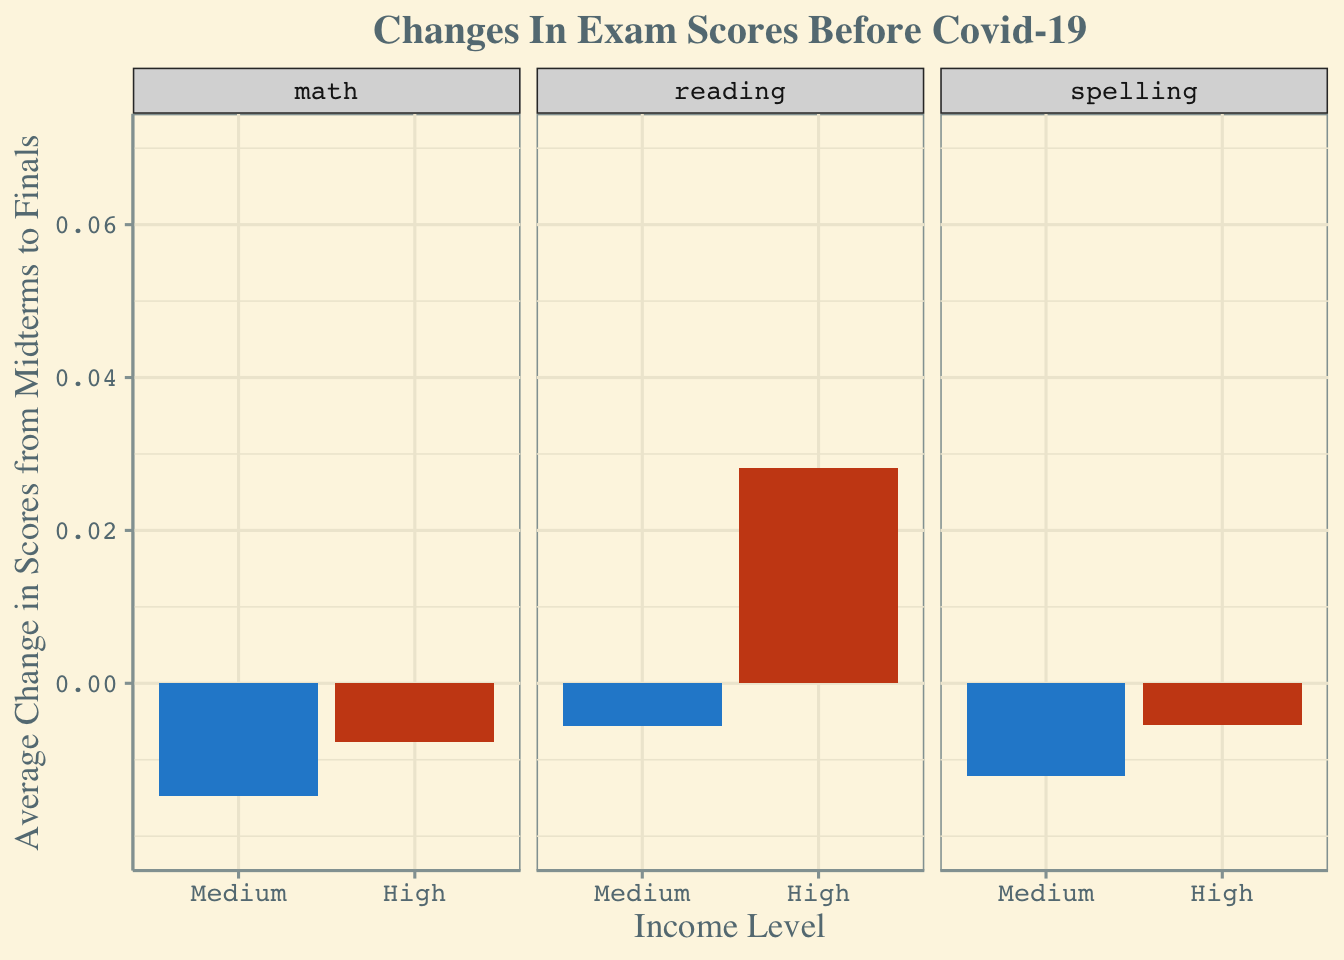 Changes In Exam Scores Before Covid-19
math
reading
spelling
Average Change in Scores from Midterms to Finals
0.06
0.04
0.02
0.00
Medium
High
Medium
High
Medium
High
Income Level